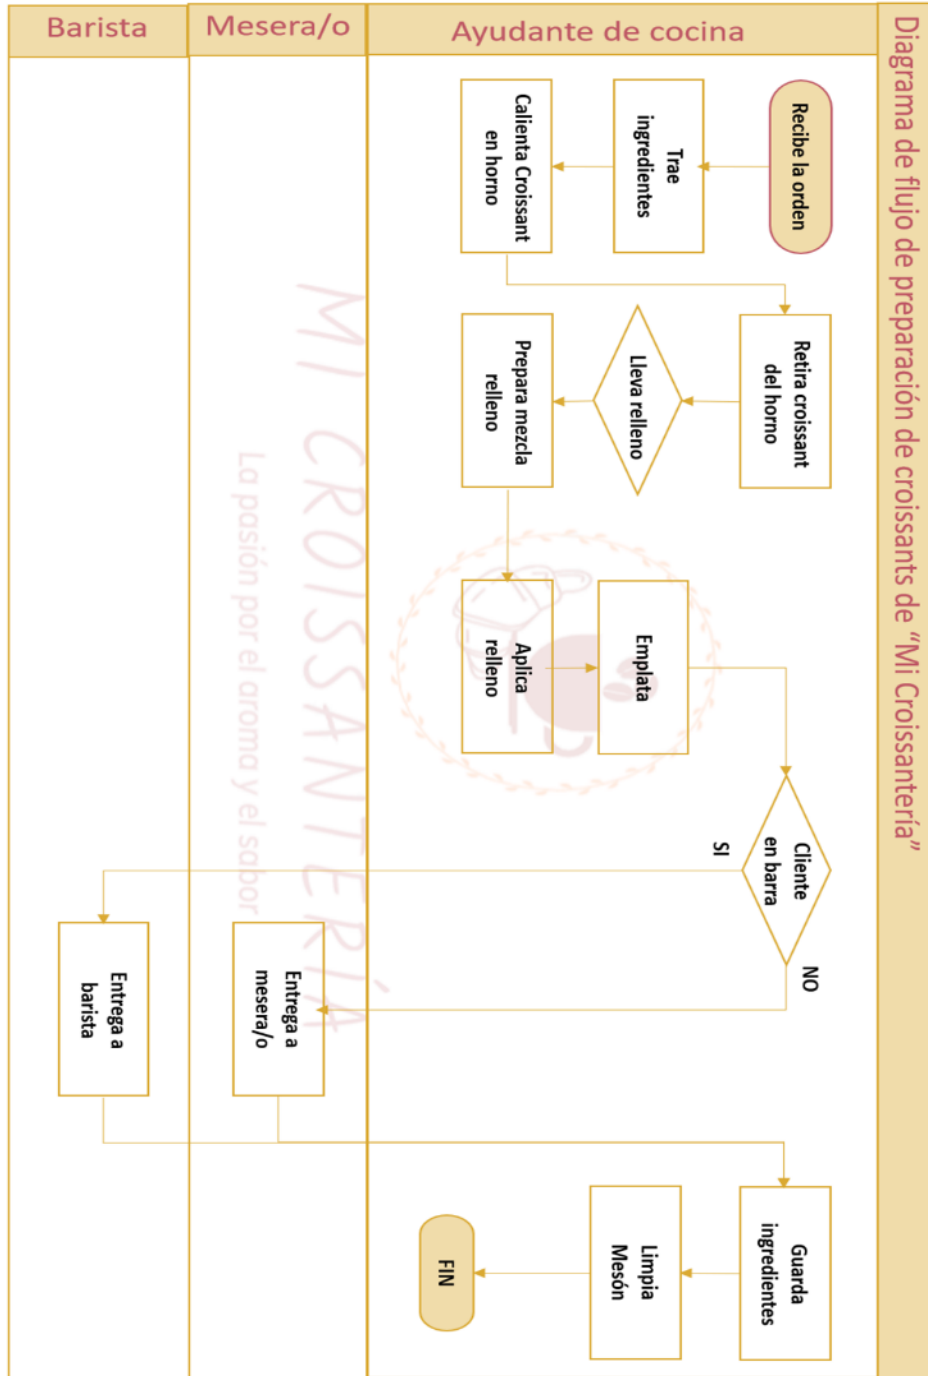 Diagrama de flujo de preparación de croissants de “Mi Croissantería”
Ayudante de cocina
Recibe la orden
Trae
ingredientes
Calienta Croissant
en horno
Retira croissant
del horno
Lleva relleno
Prepara mezcla
relleno
Aplica
relleno
Emplata
Cliente
en barra
SI
NO
Guarda
ingredientes
Limpia
Mesón
FIN
Mesera/o
Entrega a
mesera/o
Barista
Entrega a
barista
MI CROISSANTERÍA
La pasión por el aroma y el sabor